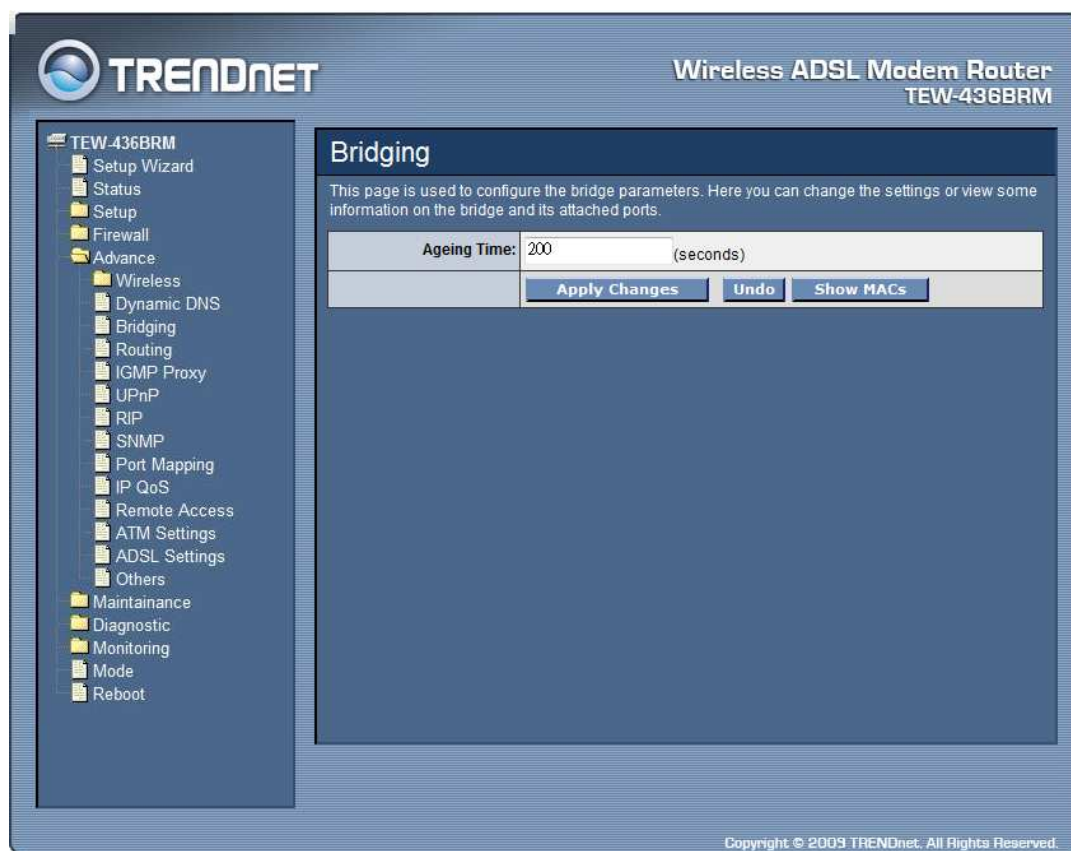 TRENDNET
Wireless ADSL Modem Router
TEW-436BRM
TEW-436BRM
Setup Wizard
Status
Setup
Firewall
Advance
Wireless
Dynamic DNS
Bridging
Routing
IGMP Proxy
UPnP
RIP
SNMP
Port Mapping
IP QoS
Remote Access
ATM Settings
ADSL Settings
Others
Maintainance
Diagnostic
Monitoring
Mode
Reboot
Bridging
This page is used to configure the bridge parameters. Here you can change the settings or view some
information on the bridge and its attached ports.
Ageing Time: 200 (seconds)
Apply Changes Undo Show MACs
Copyright © 2009 TRENDnet. All Rights Reserved.